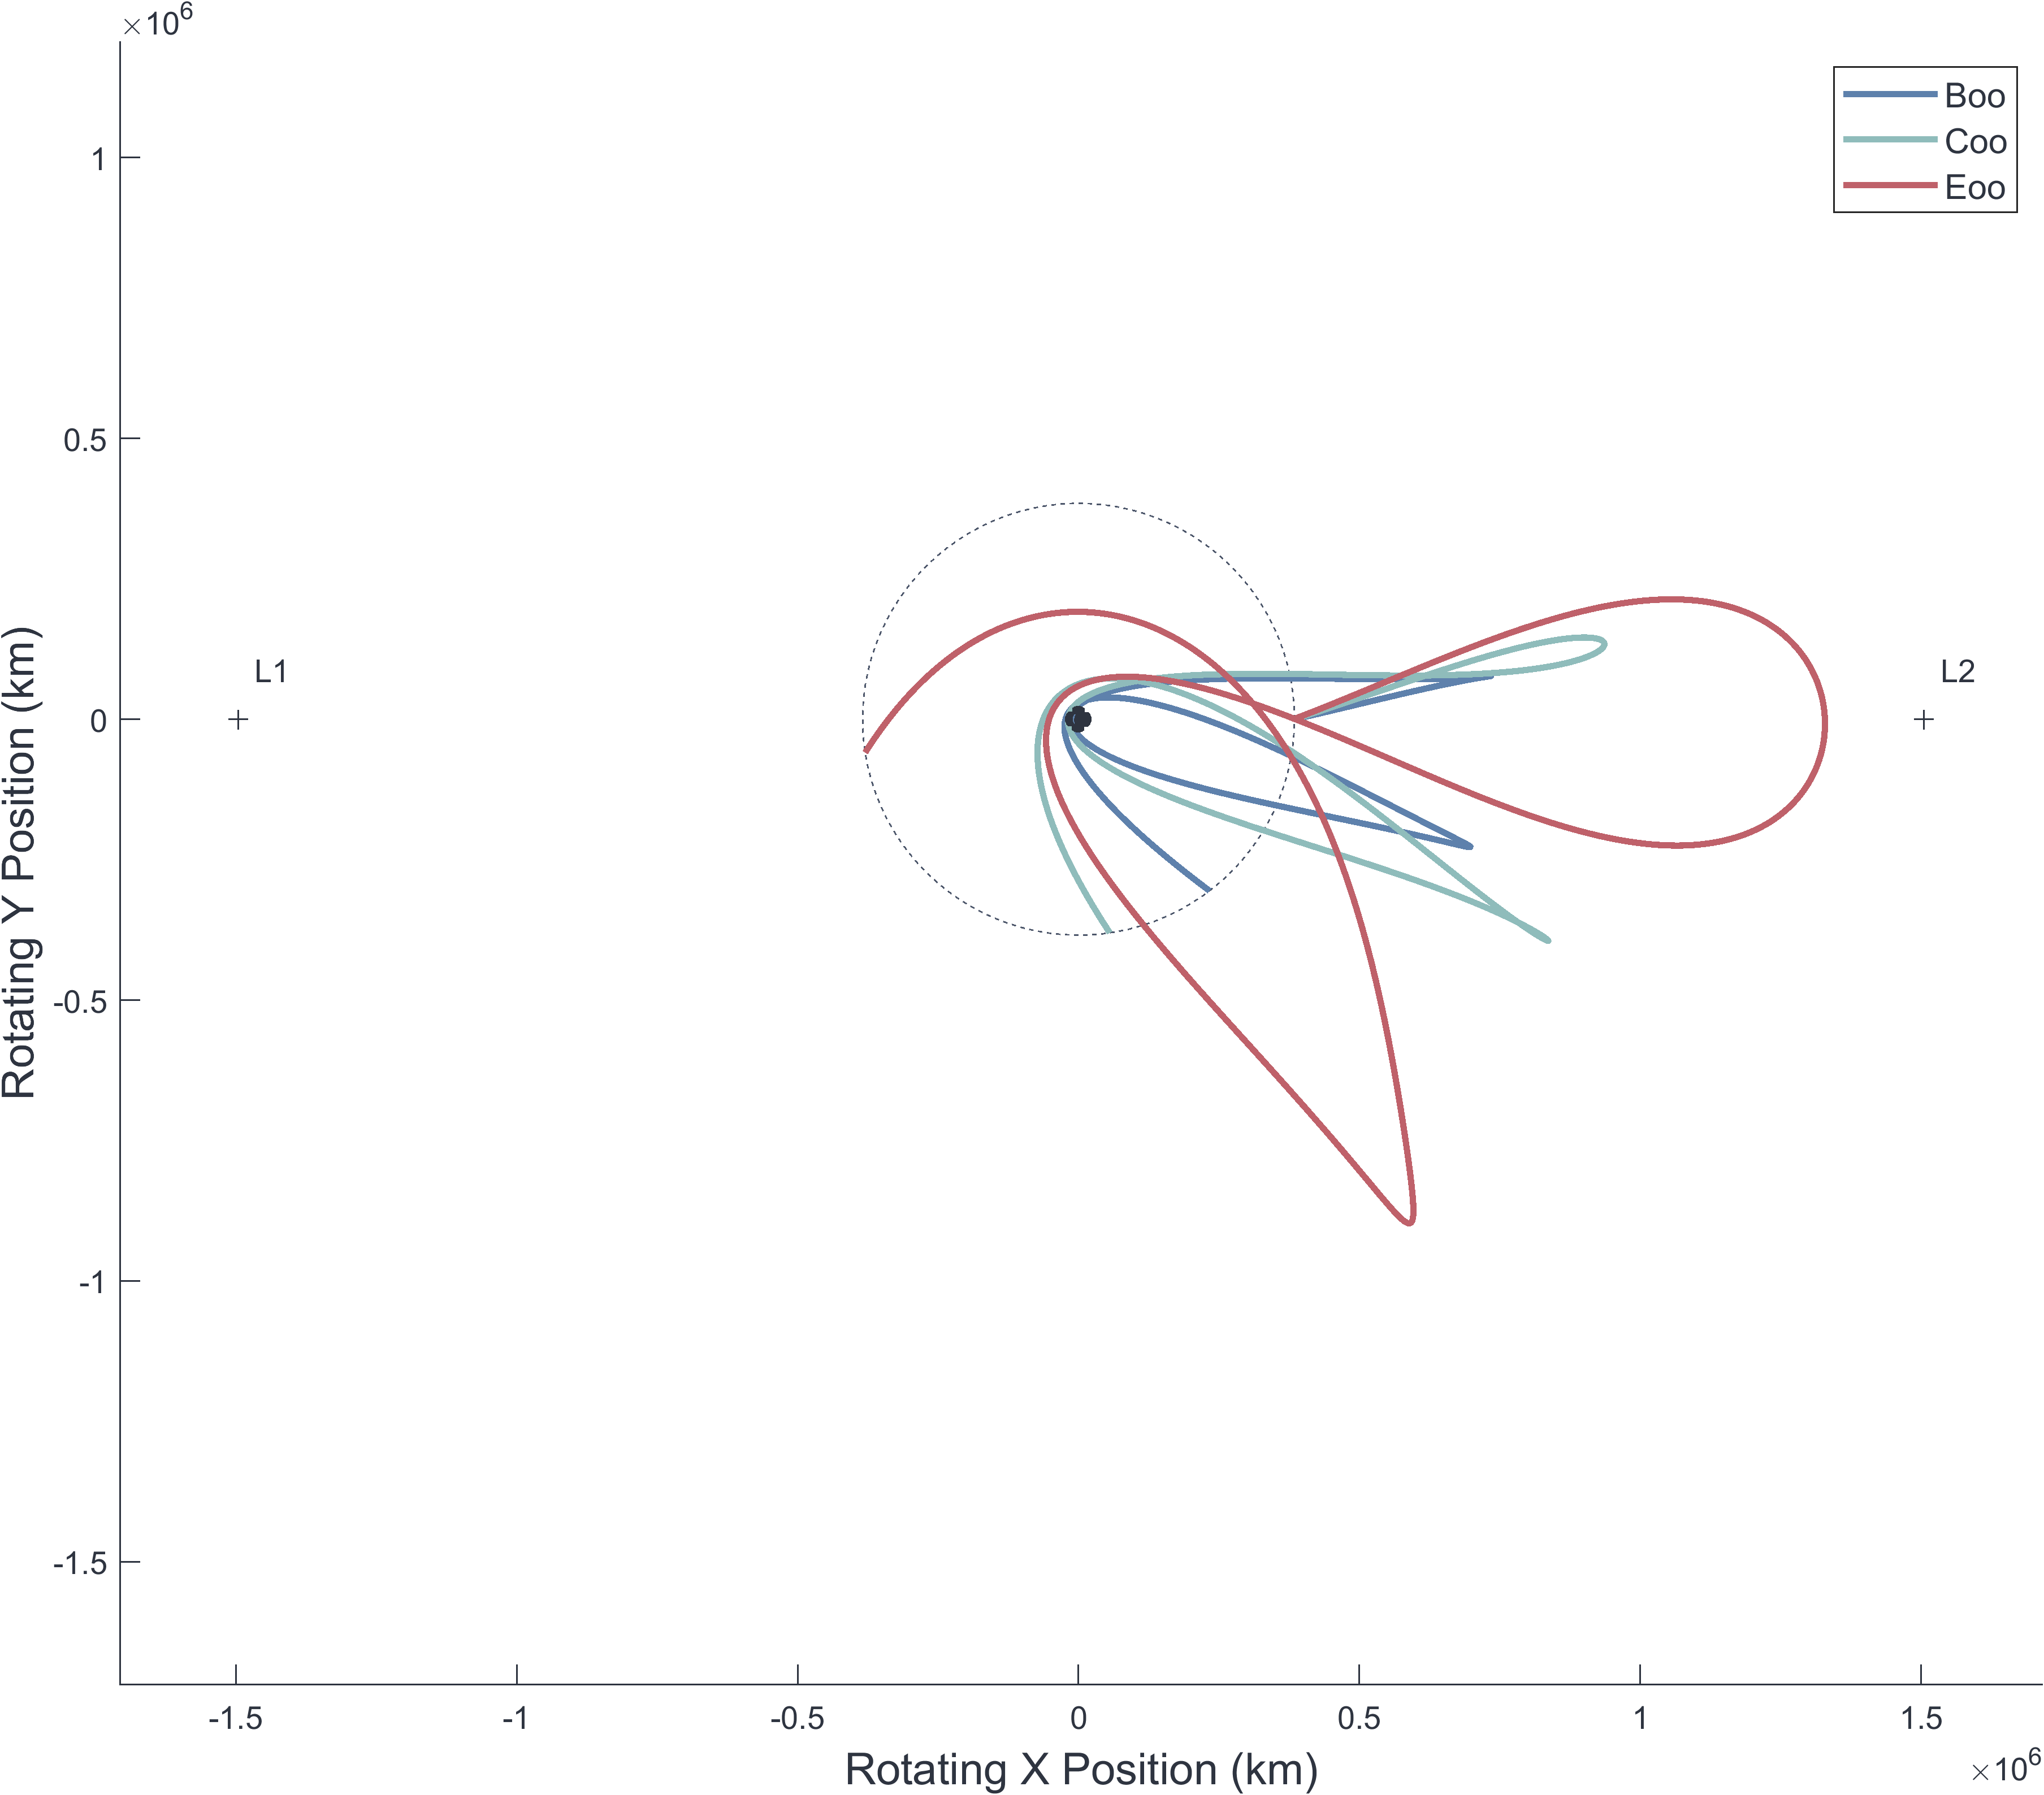 ×10^6
Boo
Coo
Eoo
1
0.5
0
-0.5
-1
-1.5
L1
L2
Rotating Y Position (km)
-1.5
-1
-0.5
0
0.5
1
1.5
Rotating X Position (km)
×10^6